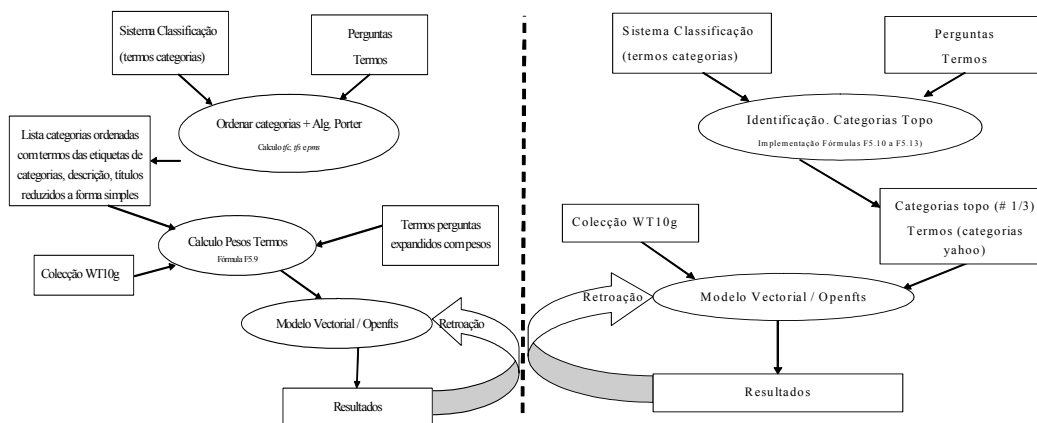 Sistema Classificação
(termos categorias)
Perguntas
Termos
Ordenar categorias + Alg. Porter
Calculo tfc, tfs e pms
Lista categorias ordenadas
com termos das etiquetas de
categorias, descrição, títulos
reduzidos a forma simples
Calculo Pesos Termos
Fórmula F5.9
Termos perguntas
expandidos com pesos
Colecção WT10g
Modelo Vectorial / Openfts
Retroação
Resultados
Sistema Classificação
(termos categorias)
Perguntas
Termos
Identificação. Categorias Topo
Implementação Fórmulas F5.10 a F5.13)
Colecção WT10g
Categorias topo (# 1/3)
Termos (categorias
yahoo)
Retroação
Modelo Vectorial / Openfts
Resultados